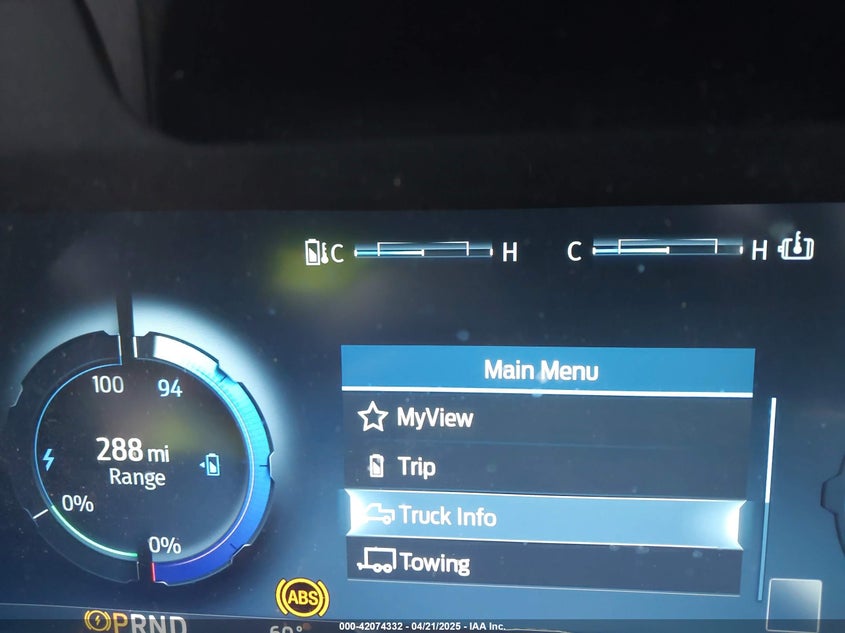 C H C H
Main Menu
100 94
MyView
288 mi
Range
Trip
0%
Truck Info
0%
Towing
ABS
PRND
000-42074332 - 04/21/2025 - IAA Inc.